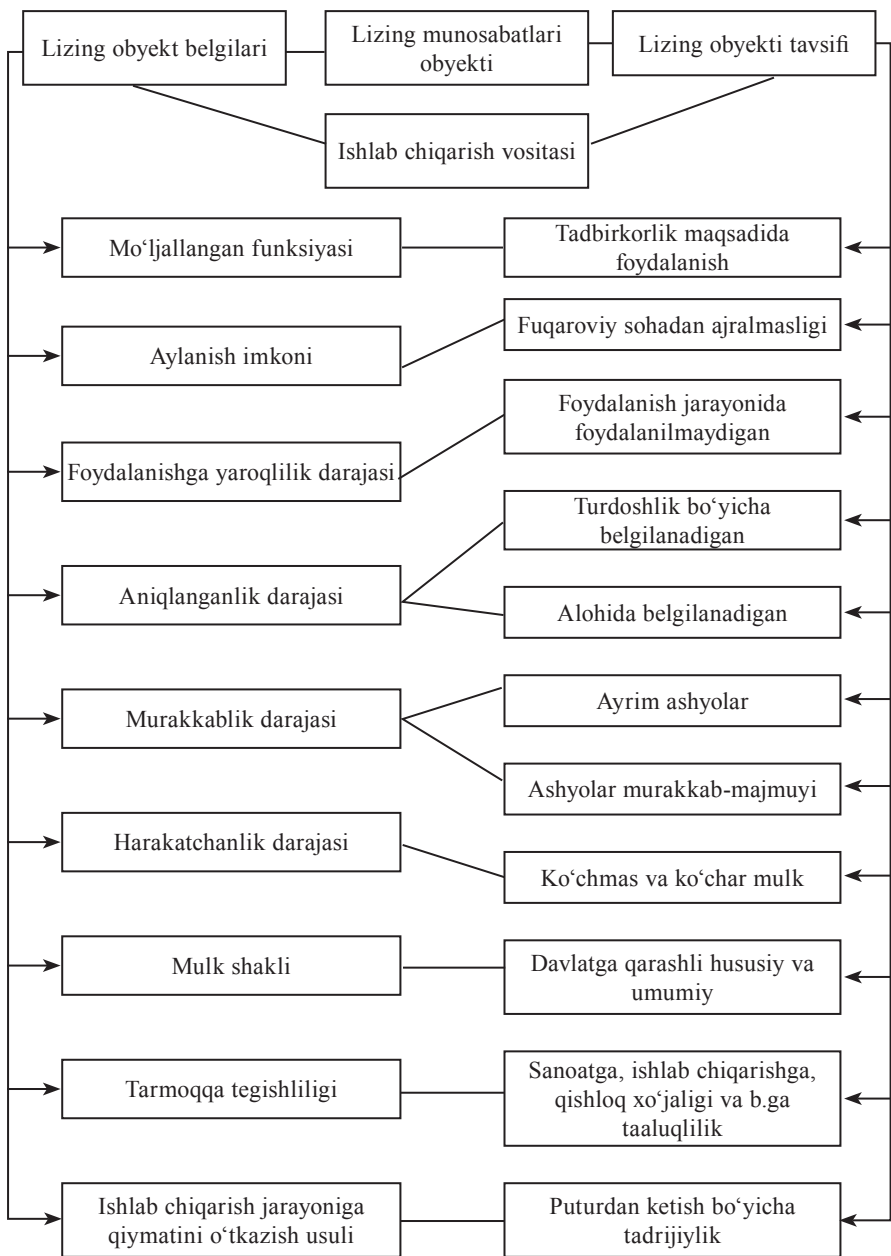 Lizing obyekt belgilari
Lizing munosabatlari
obyekti
Lizing obyekti tavsifi
Ishlab chiqarish vositasi
Mo‘ljallangan funksiyasi
Tadbirkorlik maqsadida
foydalanish
Aylanish imkoni
Fuqaroviy sohadan ajralmasligi
Foydalanishga yaroqlilik darajasi
Foydalanish jarayonida
foydalanilmaydigan
Aniqlanganlik darajasi
Turdoshlik bo‘yicha
belgilanadigan
Alohida belgilanadigan
Murakkablik darajasi
Ayrim ashyolar
Ashyolar murakkab-majmuyi
Harakatchanlik darajasi
Ko‘chmas va ko‘char mulk
Mulk shakli
Davlatga qarashli hususiy va
umumiy
Tarmoqqa tegishliligi
Sanoatga, ishlab chiqarishga,
qishloq xo‘jaligi va b.ga
taaluqlilik
Ishlab chiqarish jarayoniga
qiymatini o‘tkazish usuli
Puturdan ketish bo‘yicha
tadrijiylik